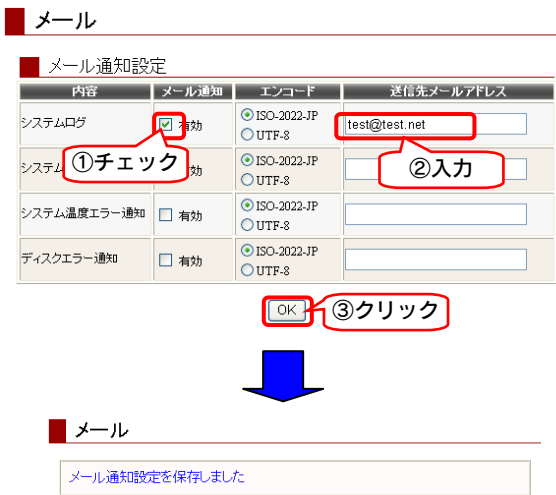 メール
メール通知設定
内容 メール通知 エンコード 送信先メールアドレス
システムログ 有効 ISO-2022-JP test@test.net
UTF-8
①チェック ②入力
システム 効 ISO-2022-JP
UTF-8
システム温度エラー通知 有効 ISO-2022-JP
UTF-8
ディスクエラー通知 有効 ISO-2022-JP
UTF-8
OK ③クリック
メール
メール通知設定を保存しました